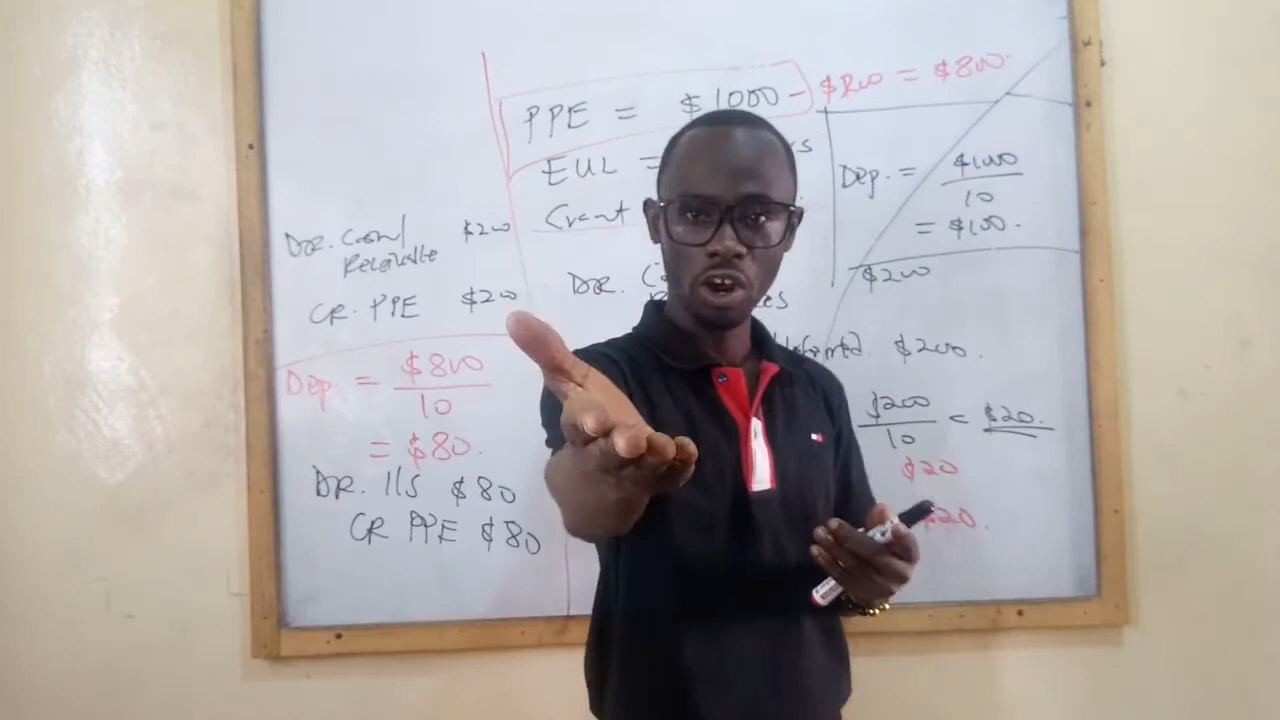 PPE = $1000 - $200 = $800.
EUL =
Grant
DR. Cash/ $200
Receivable
CR. PPE $200
Dep. = $800
10
= $80.
DR. I/S $80
CR PPE $80
Dep. = $1000
10
= $100.
DR. $200
deferred. $200.
$200
10
= $20.
$20
$20.